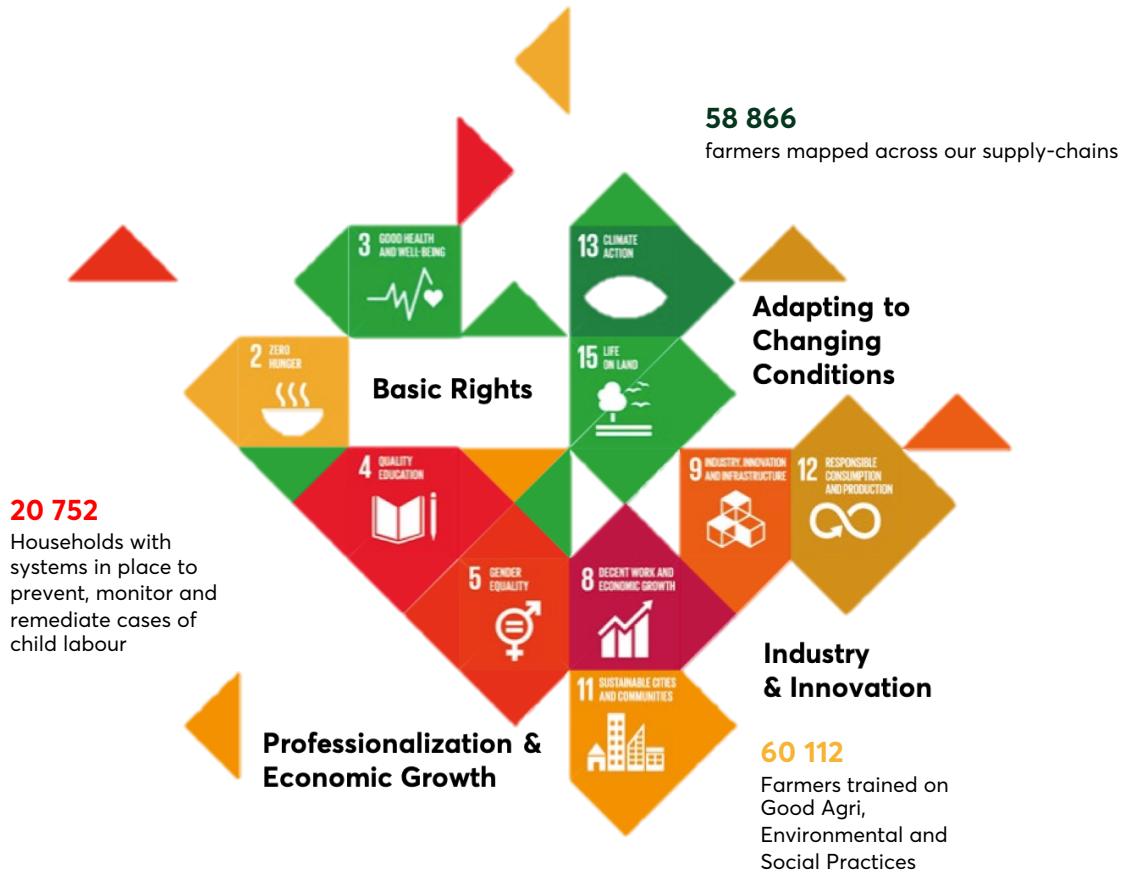 58 866
farmers mapped across our supply-chains
3 GOOD HEALTH
AND WELL-BEING
13 CLIMATE
ACTION
Adapting to
Changing
Conditions
2 ZERO
HUNGER
Basic Rights
15 LIFE
ON LAND
4 QUALITY
EDUCATION
9 INDUSTRY, INNOVATION
AND INFRASTRUCTURE
12 RESPONSIBLE
CONSUMPTION
AND PRODUCTION
20 752
Households with
systems in place to
prevent, monitor and
remediate cases of
child labour
5 GENDER
EQUALITY
8 DECENT WORK AND
ECONOMIC GROWTH
Industry
& Innovation
11 SUSTAINABLE CITIES
AND COMMUNITIES
Professionalization &
Economic Growth
60 112
Farmers trained on
Good Agri,
Environmental and
Social Practices